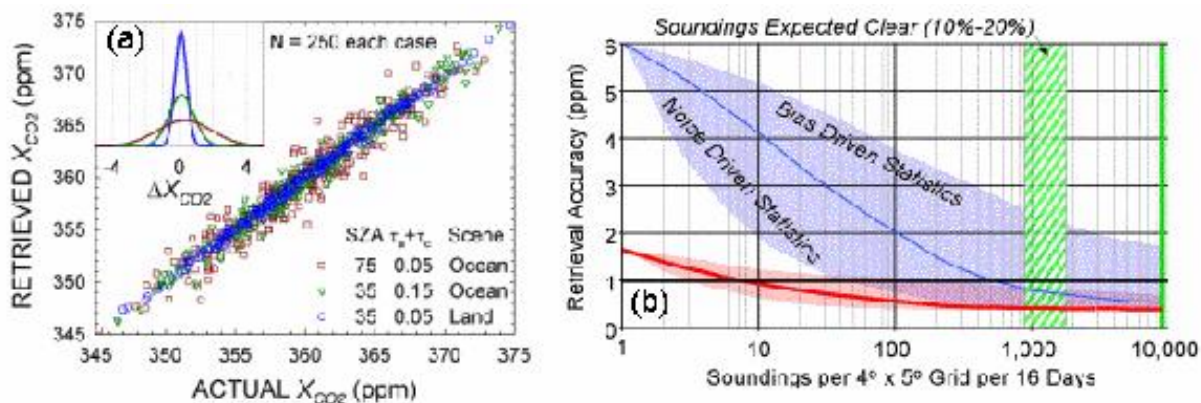 (a)
N = 250 each case
RETRIEVED XCO2 (ppm)
375
370
365
360
355
350
345
-4 0 4
ΔXCO2
SZA τa+τc Scene
75 0.05 Ocean
35 0.15 Ocean
35 0.05 Land
345 350 355 360 365 370 375
ACTUAL XCO2 (ppm)
Soundings Expected Clear (10%-20%)
Retrieval Accuracy (ppm)
6
5
4
3
2
1
0
Bias Driven Statistics
Noise Driven Statistics
(b)
1 10 100 1,000 10,000
Soundings per 4° x 5° Grid per 16 Days